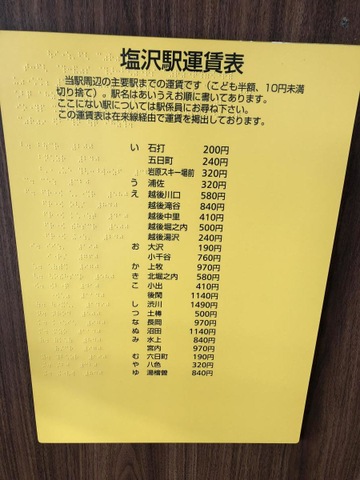 塩沢駅運賃表
当駅周辺の主要駅までの運賃です（こども半額、10円未満
切り捨て）。駅名はあいうえお順に書いてあります。
ここにない駅については駅係員にお尋ね下さい。
この運賃表は在来線経由で運賃を掲出しております。
い 石打 200円
五日町 240円
岩原スキー場前 320円
う 浦佐 320円
え 越後川口 580円
越後滝谷 840円
越後中里 410円
越後堀之内 500円
越後湯沢 240円
お 大沢 190円
小千谷 760円
か 上牧 970円
き 北堀之内 580円
こ 小出 410円
後閑 1140円
し 渋川 1490円
つ 土樽 500円
な 長岡 970円
ぬ 沼田 1140円
み 水上 840円
宮内 970円
む 六日町 190円
や 八色 320円
ゆ 湯檜曽 840円